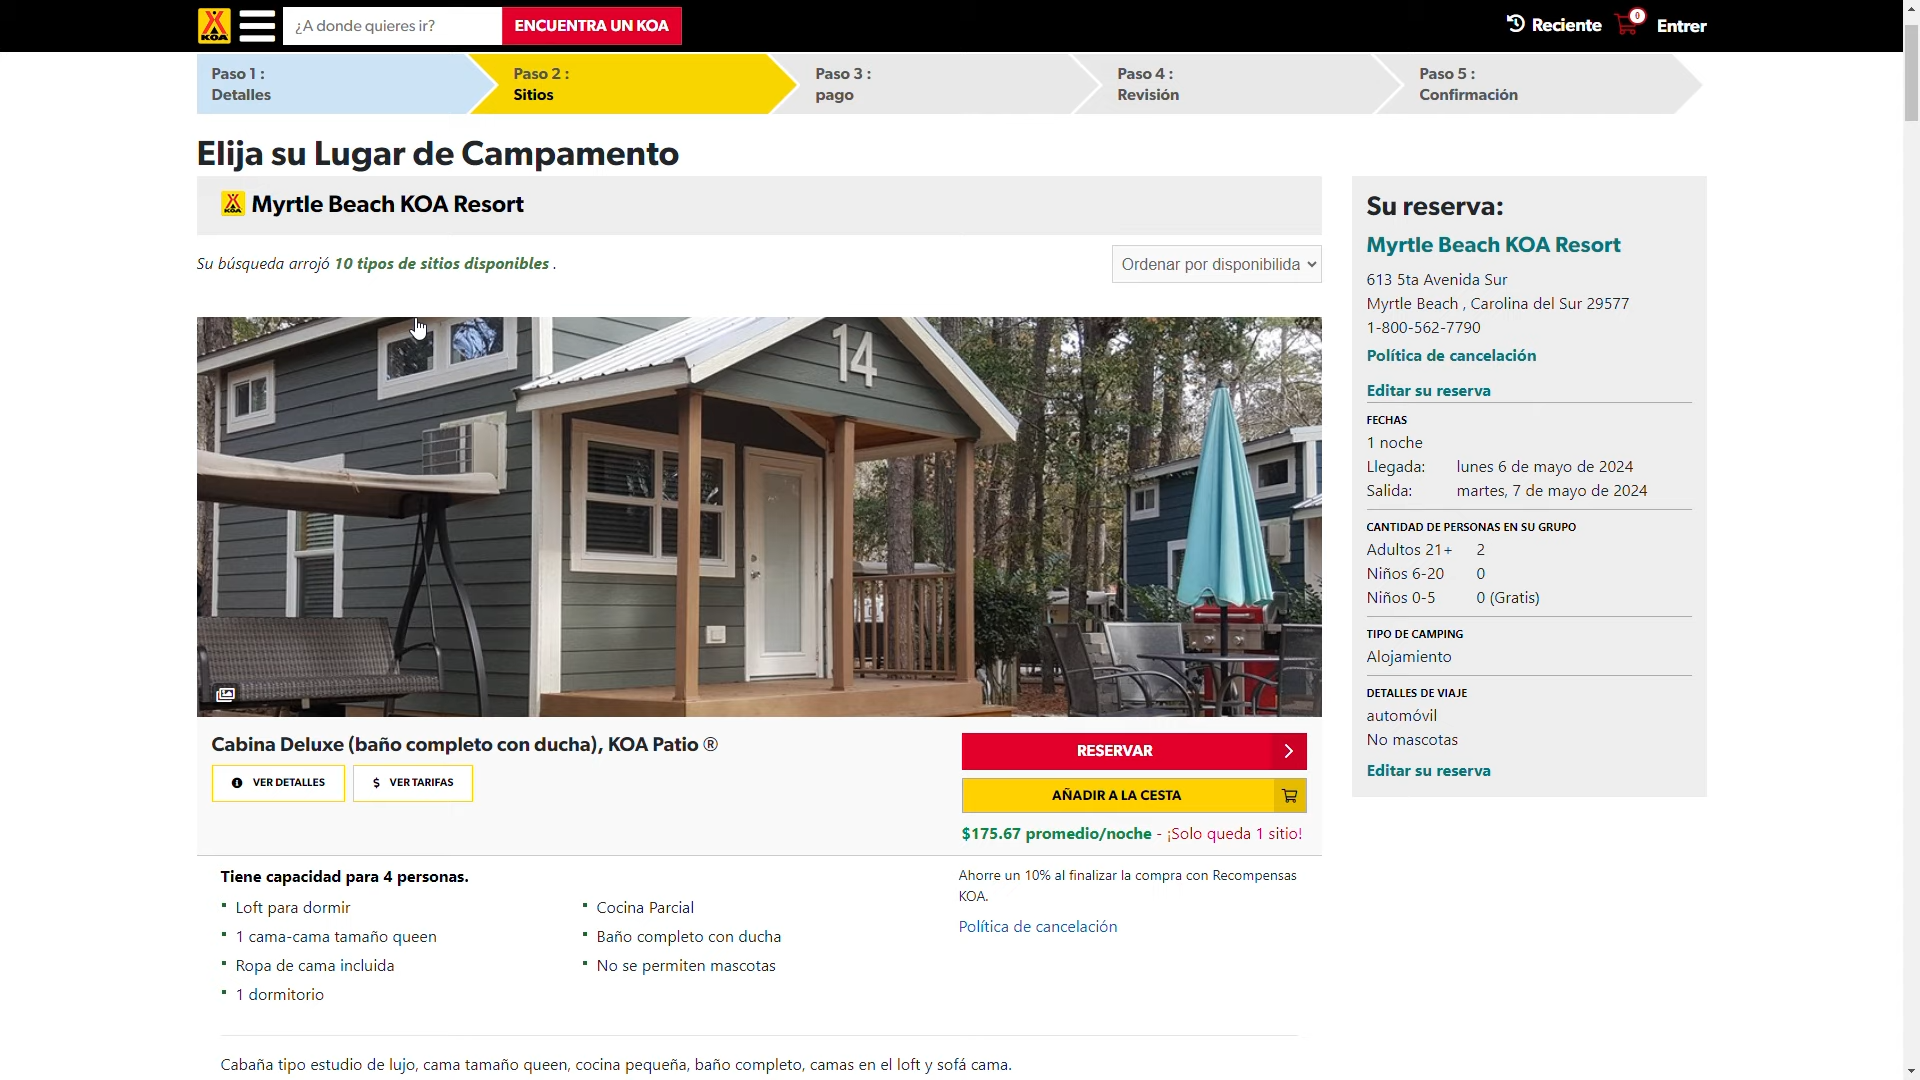 KOA
¿A donde quieres ir?
ENCUENTRA UN KOA
Reciente
0
Entrer
Paso 1 :
Detalles
Paso 2 :
Sitios
Paso 3 :
pago
Paso 4 :
Revisión
Paso 5 :
Confirmación
Elija su Lugar de Campamento
KOA
Myrtle Beach KOA Resort
Su búsqueda arrojó 10 tipos de sitios disponibles .
Ordenar por disponibilida
14
Cabina Deluxe (baño completo con ducha), KOA Patio ®
VER DETALLES
$ VER TARIFAS
RESERVAR
AÑADIR A LA CESTA
$175.67 promedio/noche - ¡Solo queda 1 sitio!
Tiene capacidad para 4 personas.
Loft para dormir
1 cama-cama tamaño queen
Ropa de cama incluida
1 dormitorio
Cocina Parcial
Baño completo con ducha
No se permiten mascotas
Ahorre un 10% al finalizar la compra con Recompensas
KOA.
Política de cancelación
Cabaña tipo estudio de lujo, cama tamaño queen, cocina pequeña, baño completo, camas en el loft y sofá cama.
Su reserva:
Myrtle Beach KOA Resort
613 5ta Avenida Sur
Myrtle Beach , Carolina del Sur 29577
1-800-562-7790
Política de cancelación
Editar su reserva
FECHAS
1 noche
Llegada: lunes 6 de mayo de 2024
Salida: martes, 7 de mayo de 2024
CANTIDAD DE PERSONAS EN SU GRUPO
Adultos 21+ 2
Niños 6-20 0
Niños 0-5 0 (Gratis)
TIPO DE CAMPING
Alojamiento
DETALLES DE VIAJE
automóvil
No mascotas
Editar su reserva